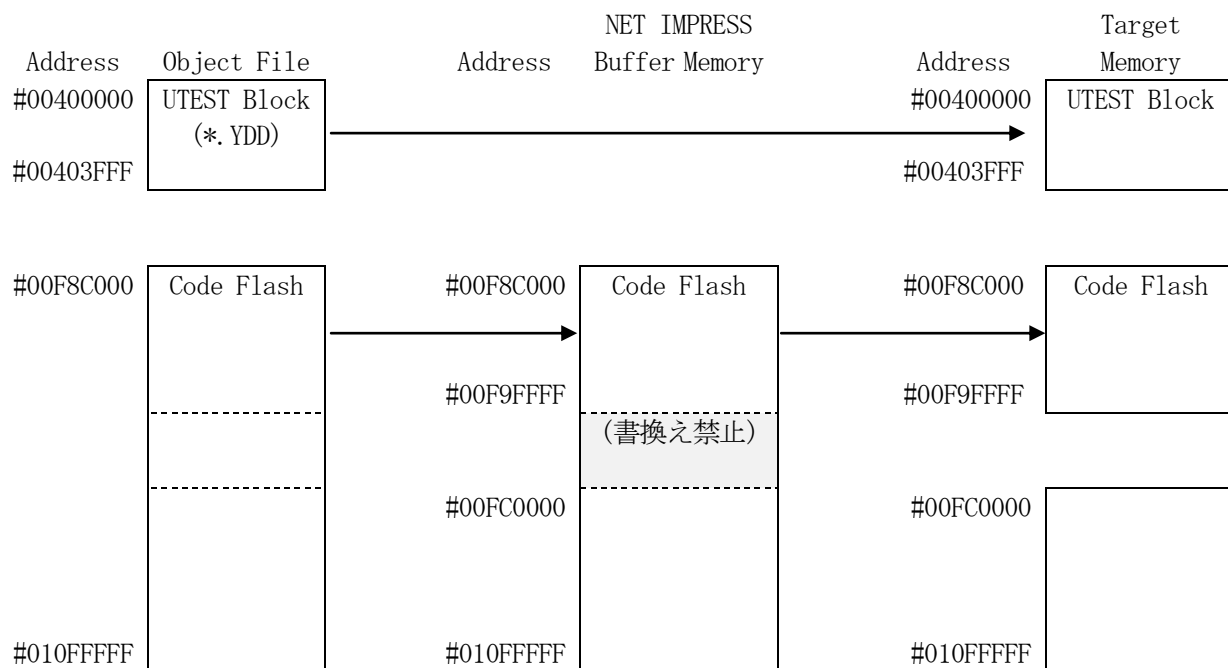 NET IMPRESS Target
Address Object File Address Buffer Memory Address Memory
#00400000 UTEST Block #00400000 UTEST Block
(*.YDD)
#00403FFF #00403FFF
#00F8C000 Code Flash #00F8C000 Code Flash #00F8C000 Code Flash
#00F9FFFF #00F9FFFF
(書換え禁止)
#00FC0000 #00FC0000
#010FFFFF #010FFFFF #010FFFFF